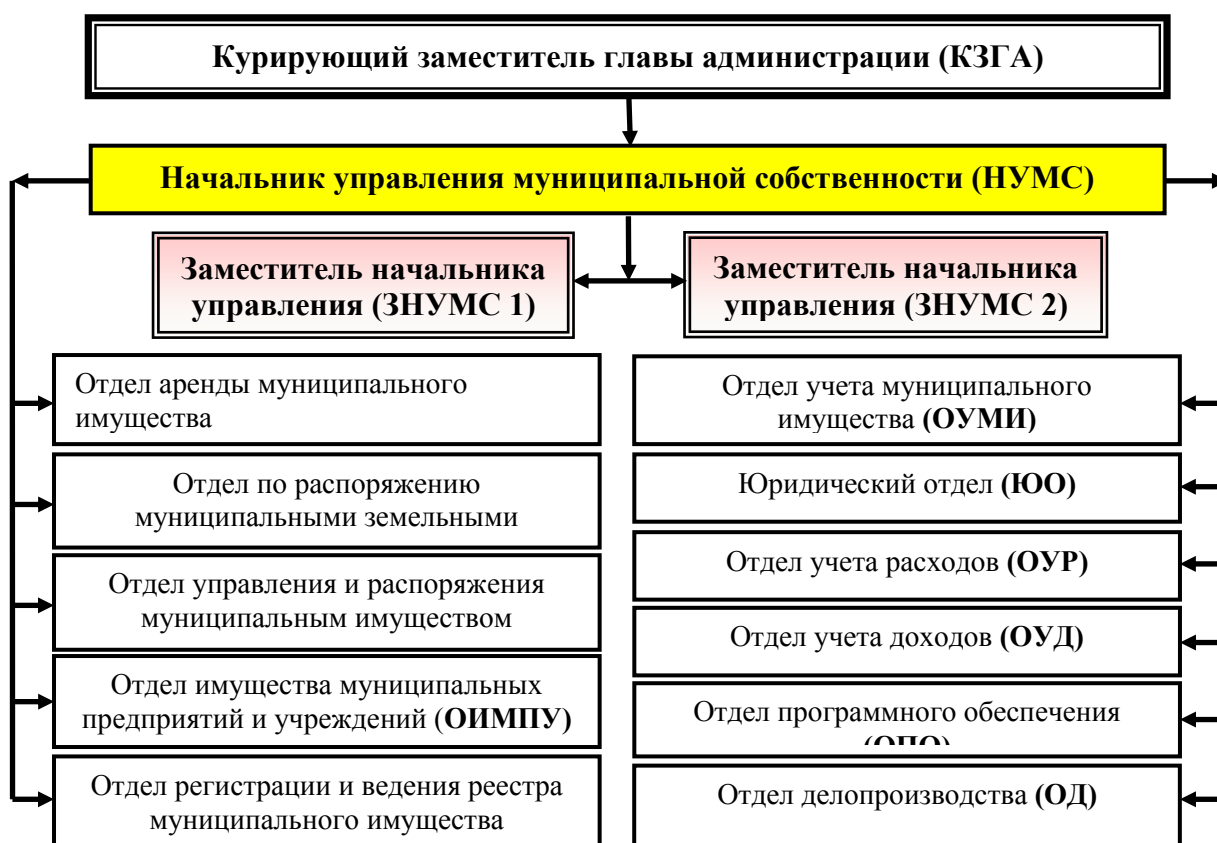 Курирующий заместитель главы администрации (КЗГА)
Начальник управления муниципальной собственности (НУМС)
Заместитель начальника
управления (ЗНУМС 1)
Заместитель начальника
управления (ЗНУМС 2)
Отдел аренды муниципального
имущества
Отдел по распоряжению
муниципальными земельными
Отдел управления и распоряжения
муниципальным имуществом
Отдел имущества муниципальных
предприятий и учреждений (ОИМПУ)
Отдел регистрации и ведения реестра
муниципального имущества
Отдел учета муниципального
имущества (ОУМИ)
Юридический отдел (ЮО)
Отдел учета расходов (ОУР)
Отдел учета доходов (ОУД)
Отдел программного обеспечения
(ОПО)
Отдел делопроизводства (ОД)